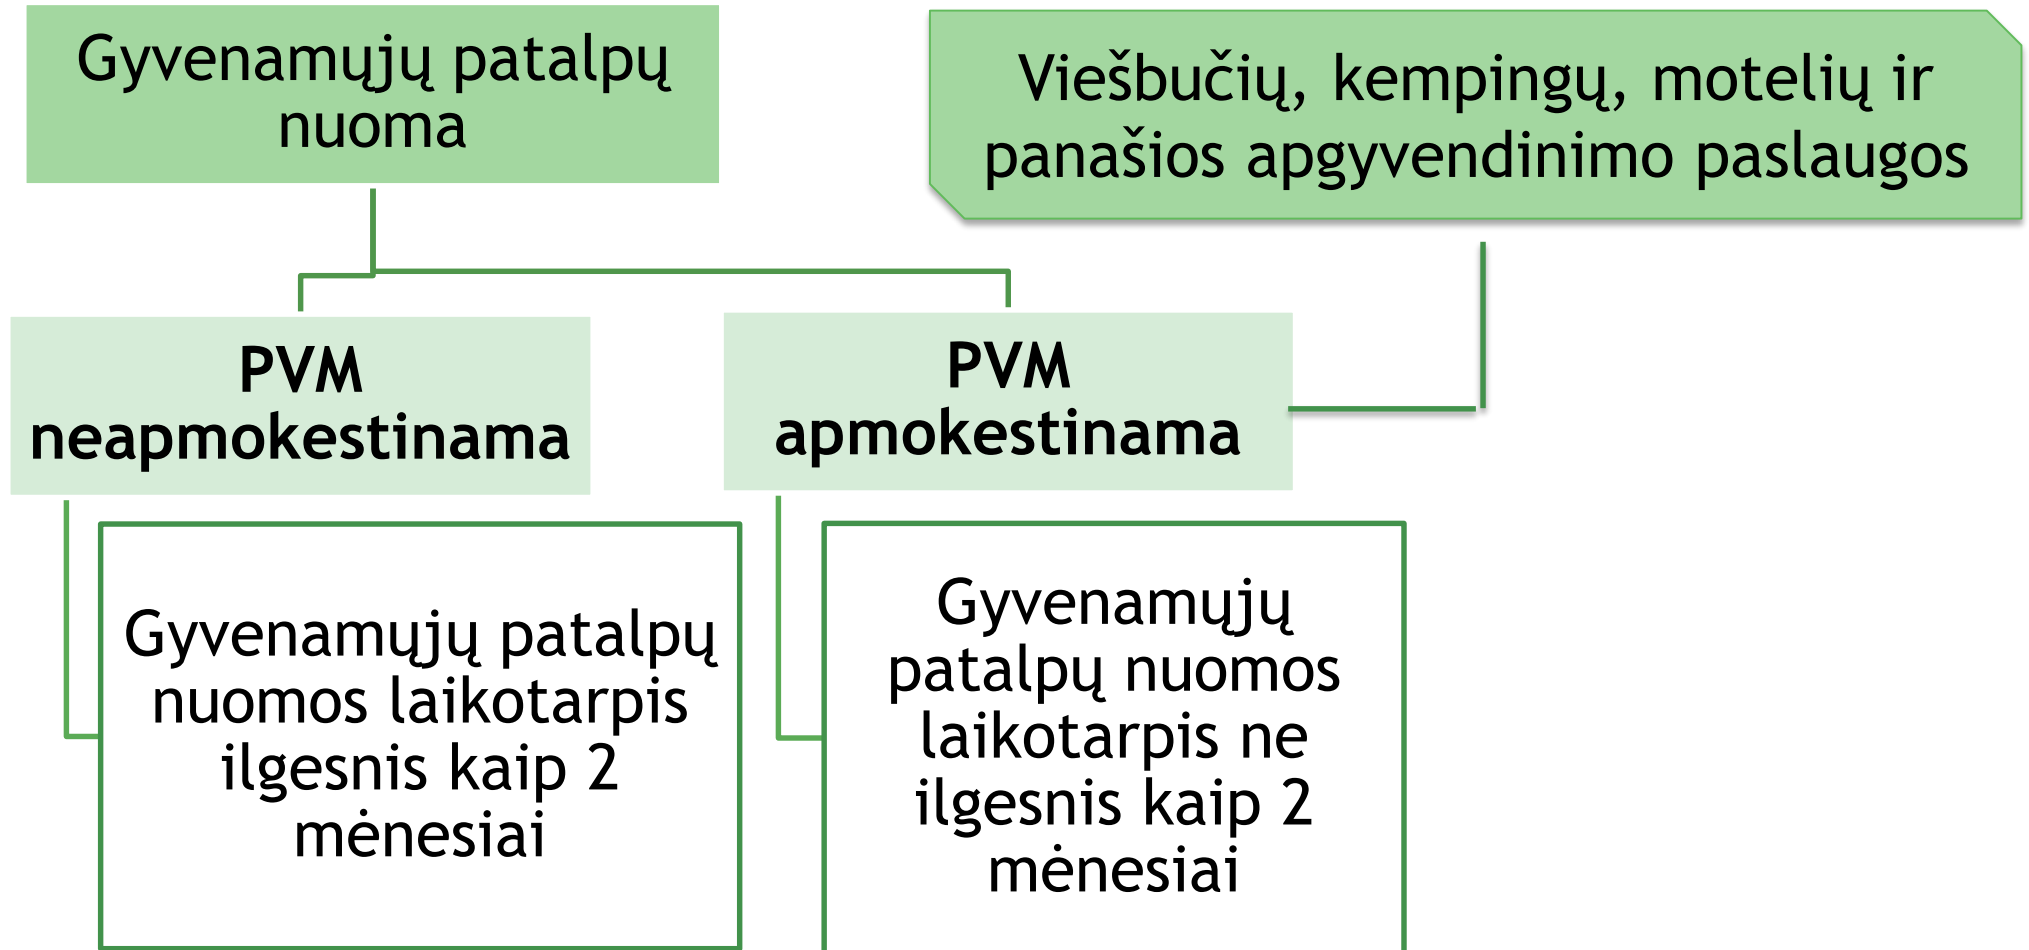 Gyvenamųjų patalpų
nuoma
Viešbučių, kempingų, motelių ir
panašios apgyvendinimo paslaugos
PVM
neapmokestinama
PVM
apmokestinama
Gyvenamųjų patalpų
nuomos laikotarpis
ilgesnis kaip 2
mėnesiai
Gyvenamųjų
patalpų nuomos
laikotarpis ne
ilgesnis kaip 2
mėnesiai